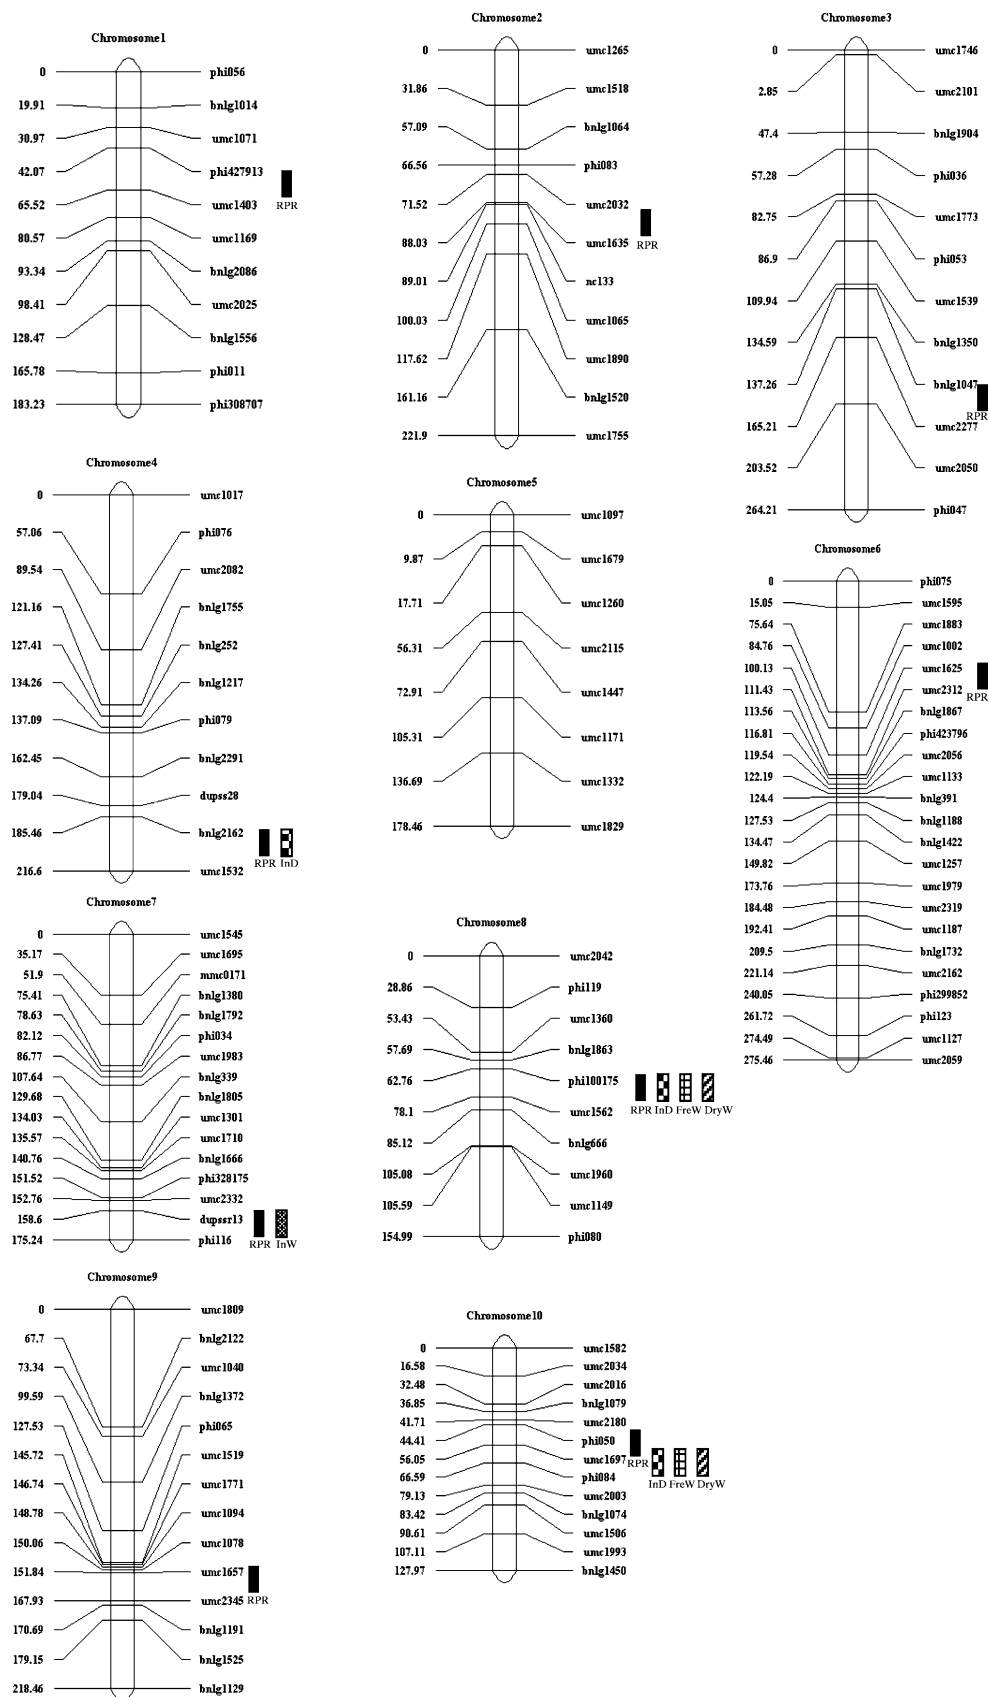 Chromosome1
0 phi056
19.91 bnlg1014
30.97 umc1071
42.07 phi427913
65.52 umc1403
RPR
80.57 umc1169
93.34 bnlg2086
98.41 umc2025
128.47 bnlg1556
165.78 phi011
183.23 phi308707
Chromosome2
0 umc1265
31.86 umc1518
57.09 bnlg1064
66.56 phi083
71.52 umc2032
88.03 umc1635
RPR
89.01 nc133
100.03 umc1065
117.62 umc1890
161.16 bnlg1520
221.9 umc1755
Chromosome3
0 umc1746
2.85 umc2101
47.4 bnlg1904
57.28 phi036
82.75 umc1773
86.9 phi053
109.94 umc1539
134.59 bnlg1350
137.26 bnlg1047
RPR
165.21 umc2277
203.52 umc2050
264.21 phi047
Chromosome4
0 umc1017
57.06 phi076
89.54 umc2082
121.16 bnlg1755
127.41 bnlg252
134.26 bnlg1217
137.09 phi079
162.45 bnlg2291
179.04 dupss28
185.46 bnlg2162
RPR InD
216.6 umc1532
Chromosome5
0 umc1097
9.87 umc1679
17.71 umc1260
56.31 umc2115
72.91 umc1447
105.31 umc1171
136.69 umc1332
178.46 umc1829
Chromosome6
0 phi075
15.05 umc1595
75.64 umc1883
84.76 umc1002
100.13 umc1625
111.43 umc2312
RPR
113.56 bnlg1867
116.81 phi423796
119.54 umc2056
122.19 umc1133
124.4 bnlg391
127.53 bnlg1188
134.47 bnlg1422
149.82 umc1257
173.76 umc1979
184.48 umc2319
192.41 umc1187
209.5 bnlg1732
221.14 umc2162
240.05 phi299852
261.72 phi123
274.49 umc1127
275.46 umc2059
Chromosome7
0 umc1545
35.17 umc1695
51.9 mmc0171
75.41 bnlg1380
78.63 bnlg1792
82.12 phi034
86.77 umc1983
107.64 bnlg339
129.68 bnlg1805
134.03 umc1301
135.57 umc1710
140.76 bnlg1666
151.52 phi328175
152.76 umc2332
158.6 dupssr13
175.24 phi116
RPR InW
Chromosome8
0 umc2042
28.86 phi119
53.43 umc1360
57.69 bnlg1863
62.76 phi100175
78.1 umc1562
RPR InD FreW DryW
85.12 bnlg666
105.08 umc1960
105.59 umc1149
154.99 phi080
Chromosome9
0 umc1809
67.7 bnlg2122
73.34 umc1040
99.59 bnlg1372
127.53 phi065
145.72 umc1519
146.74 umc1771
148.78 umc1094
150.06 umc1078
151.84 umc1657
167.93 umc2345
RPR
170.69 bnlg1191
179.15 bnlg1525
218.46 bnlg1129
Chromosome10
0 umc1582
16.58 umc2034
32.48 umc2016
36.85 bnlg1079
41.71 umc2180
44.41 phi050
56.05 umc1697
RPR
66.59 phi084
InD FreW DryW
79.13 umc2003
83.42 bnlg1074
90.61 umc1506
107.11 umc1993
127.97 bnlg1450